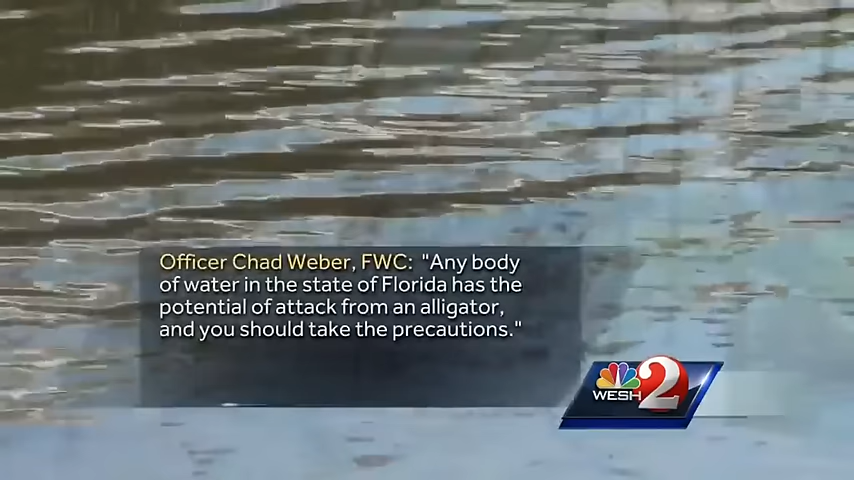 Officer Chad Weber, FWC: "Any body
of water in the state of Florida has the
potential of attack from an alligator,
and you should take the precautions."
WESH 2